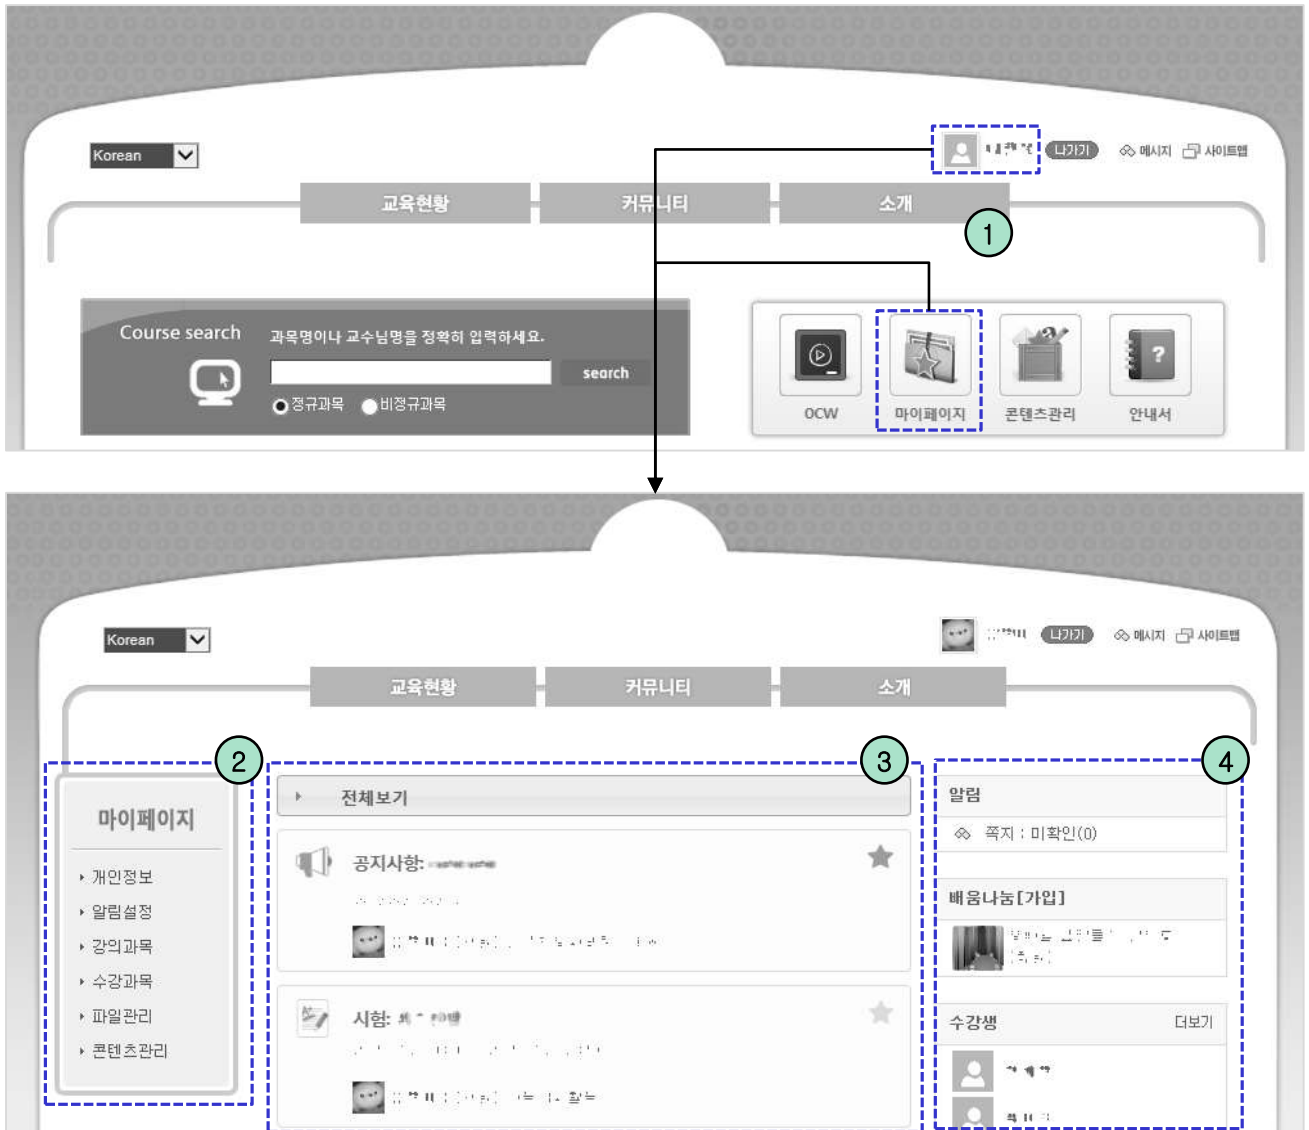 Korean
나가기
메시지
사이트맵
교육현황
커뮤니티
소개
1
Course search
과목명이나 교수님명을 정확히 입력하세요.
search
정규과목
비정규과목
OCW
마이페이지
콘텐츠관리
안내서
Korean
나가기
메시지
사이트맵
교육현황
커뮤니티
소개
2
3
4
마이페이지
개인정보
알림설정
강의과목
수강과목
파일관리
콘텐츠관리
전체보기
공지사항:
시험:
알림
쪽지 : 미확인(0)
배움나눔[가입]
수강생
더보기